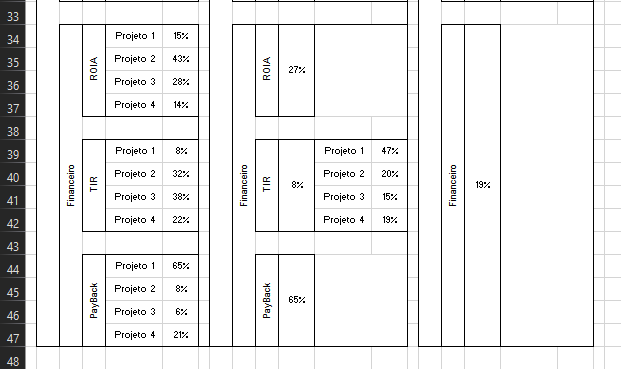 33
34 Projeto 1 15%
35 Projeto 2 43%
ROIA ROIA 27%
36 Projeto 3 28%
37 Projeto 4 14%
38
39 Projeto 1 8% Projeto 1 47%
40 Projeto 2 32% Projeto 2 20%
Financeiro TIR Financeiro TIR 8% Financeiro 19%
41 Projeto 3 38% Projeto 3 15%
42 Projeto 4 22% Projeto 4 19%
43
44 Projeto 1 65%
45 Projeto 2 8%
PayBack PayBack 65%
46 Projeto 3 6%
47 Projeto 4 21%
48